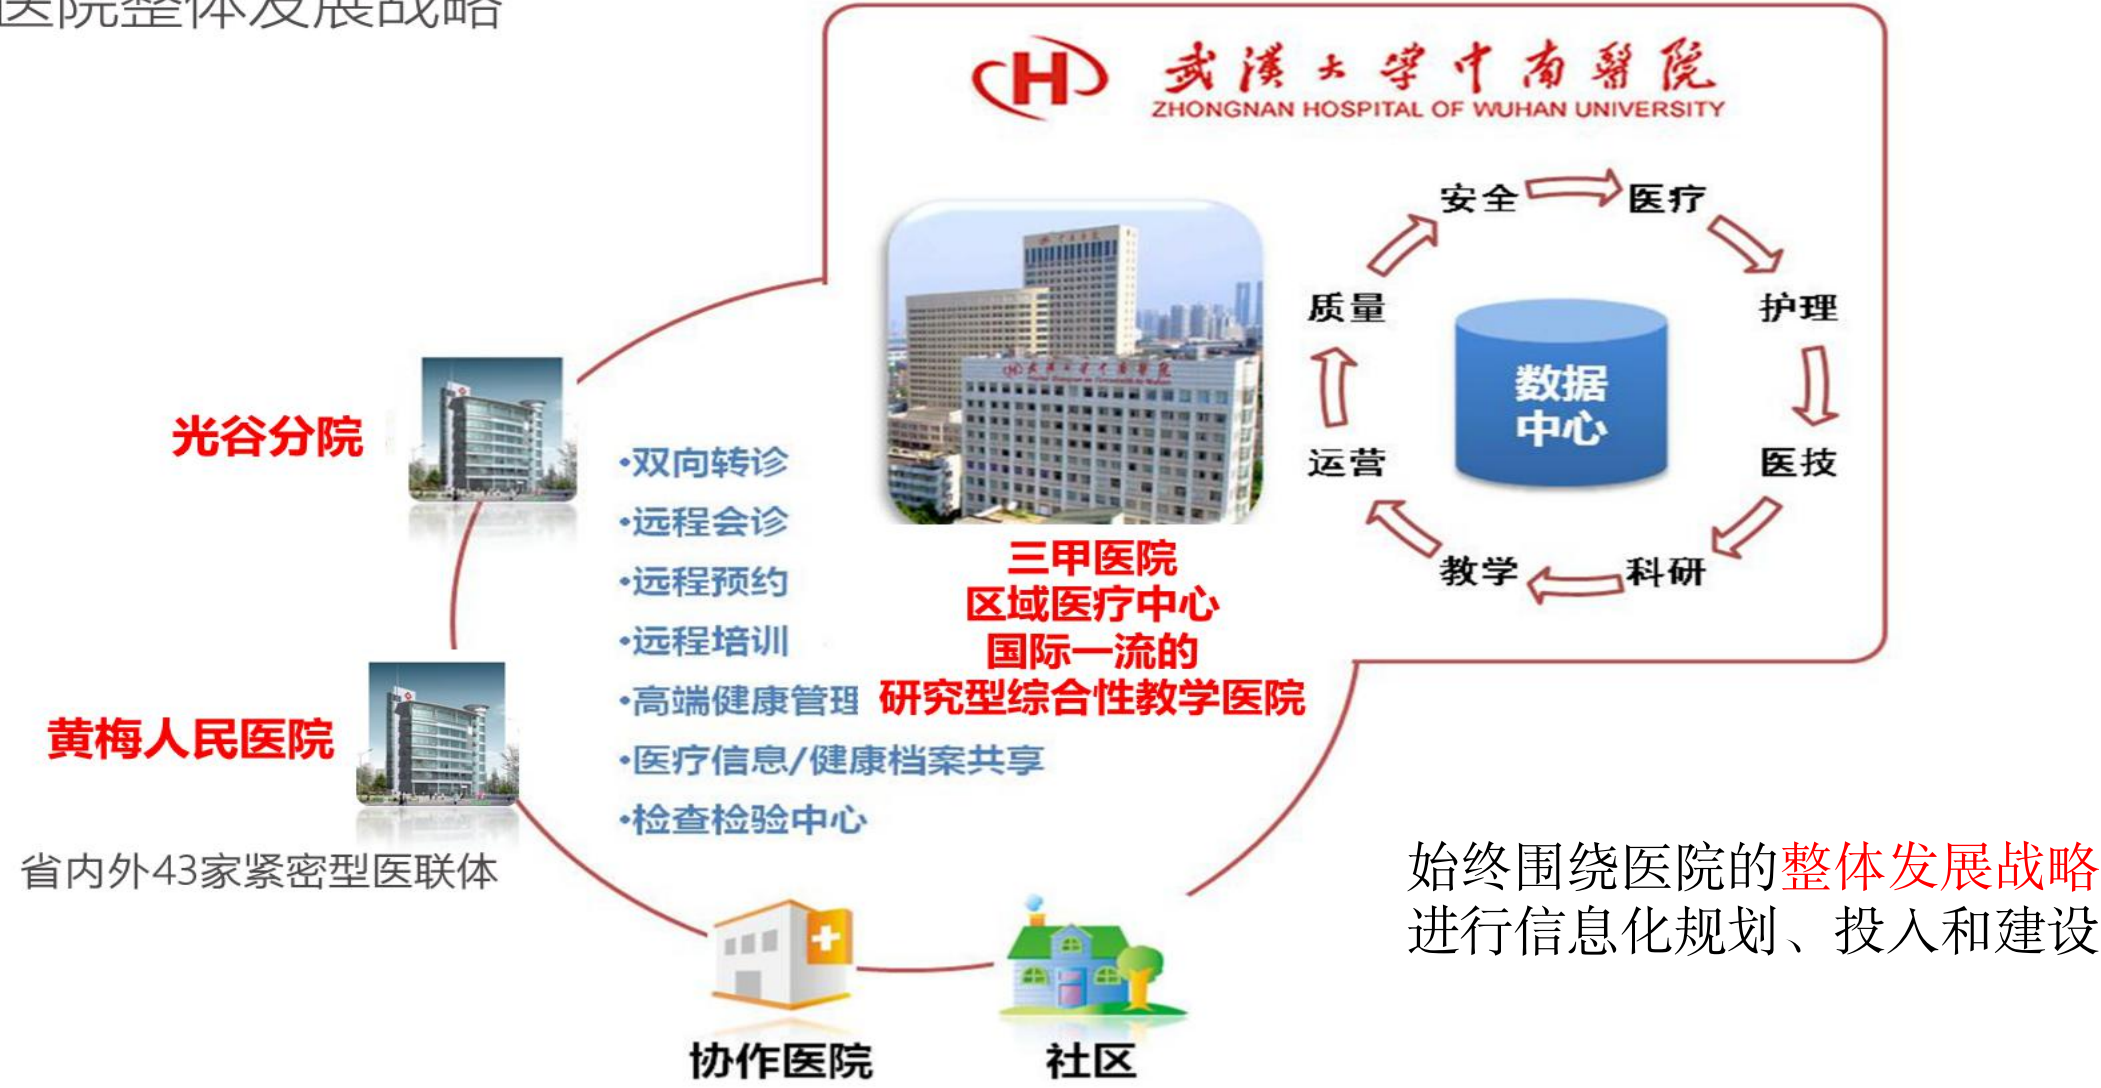 医院整体发展战略
武漢大学中南醫院
ZHONGNAN HOSPITAL OF WUHAN UNIVERSITY
安全
医疗
护理
医技
科研
教学
运营
质量
数据
中心
三甲医院
区域医疗中心
国际一流的
研究型综合性教学医院
光谷分院
黄梅人民医院
省内外43家紧密型医联体
•双向转诊
•远程会诊
•远程预约
•远程培训
•高端健康管理
•医疗信息/健康档案共享
•检查检验中心
协作医院
社区
始终围绕医院的整体发展战略
进行信息化规划、投入和建设